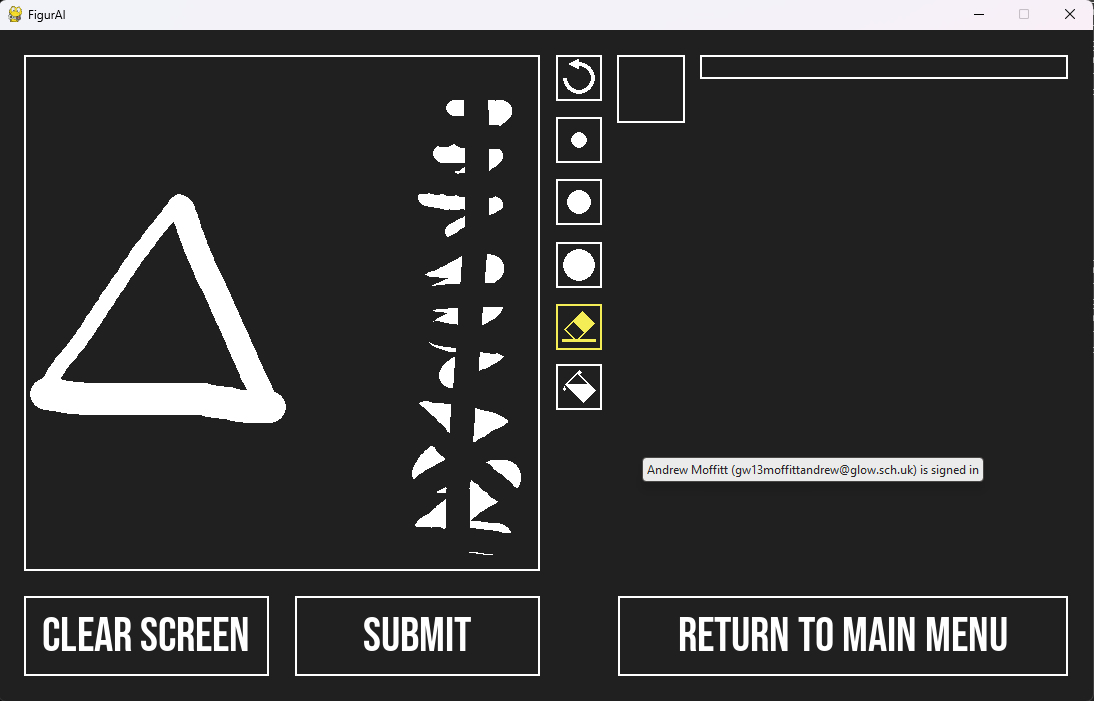 FigurAI
Andrew Moffitt (gw13moffittandrew@glow.sch.uk) is signed in
CLEAR SCREEN
SUBMIT
RETURN TO MAIN MENU